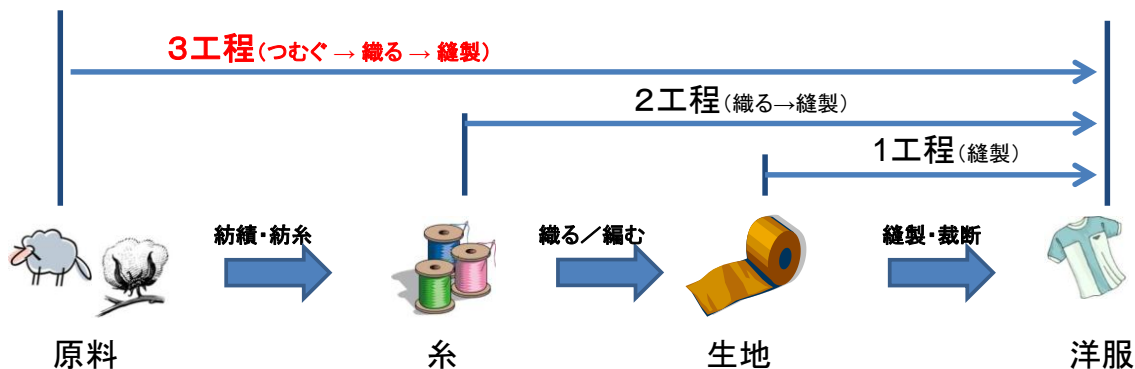 3工程(つむぐ → 織る → 縫製)
2工程(織る→縫製)
1工程(縫製)
紡績・紡糸
織る/編む
縫製・裁断
原料
糸
生地
洋服